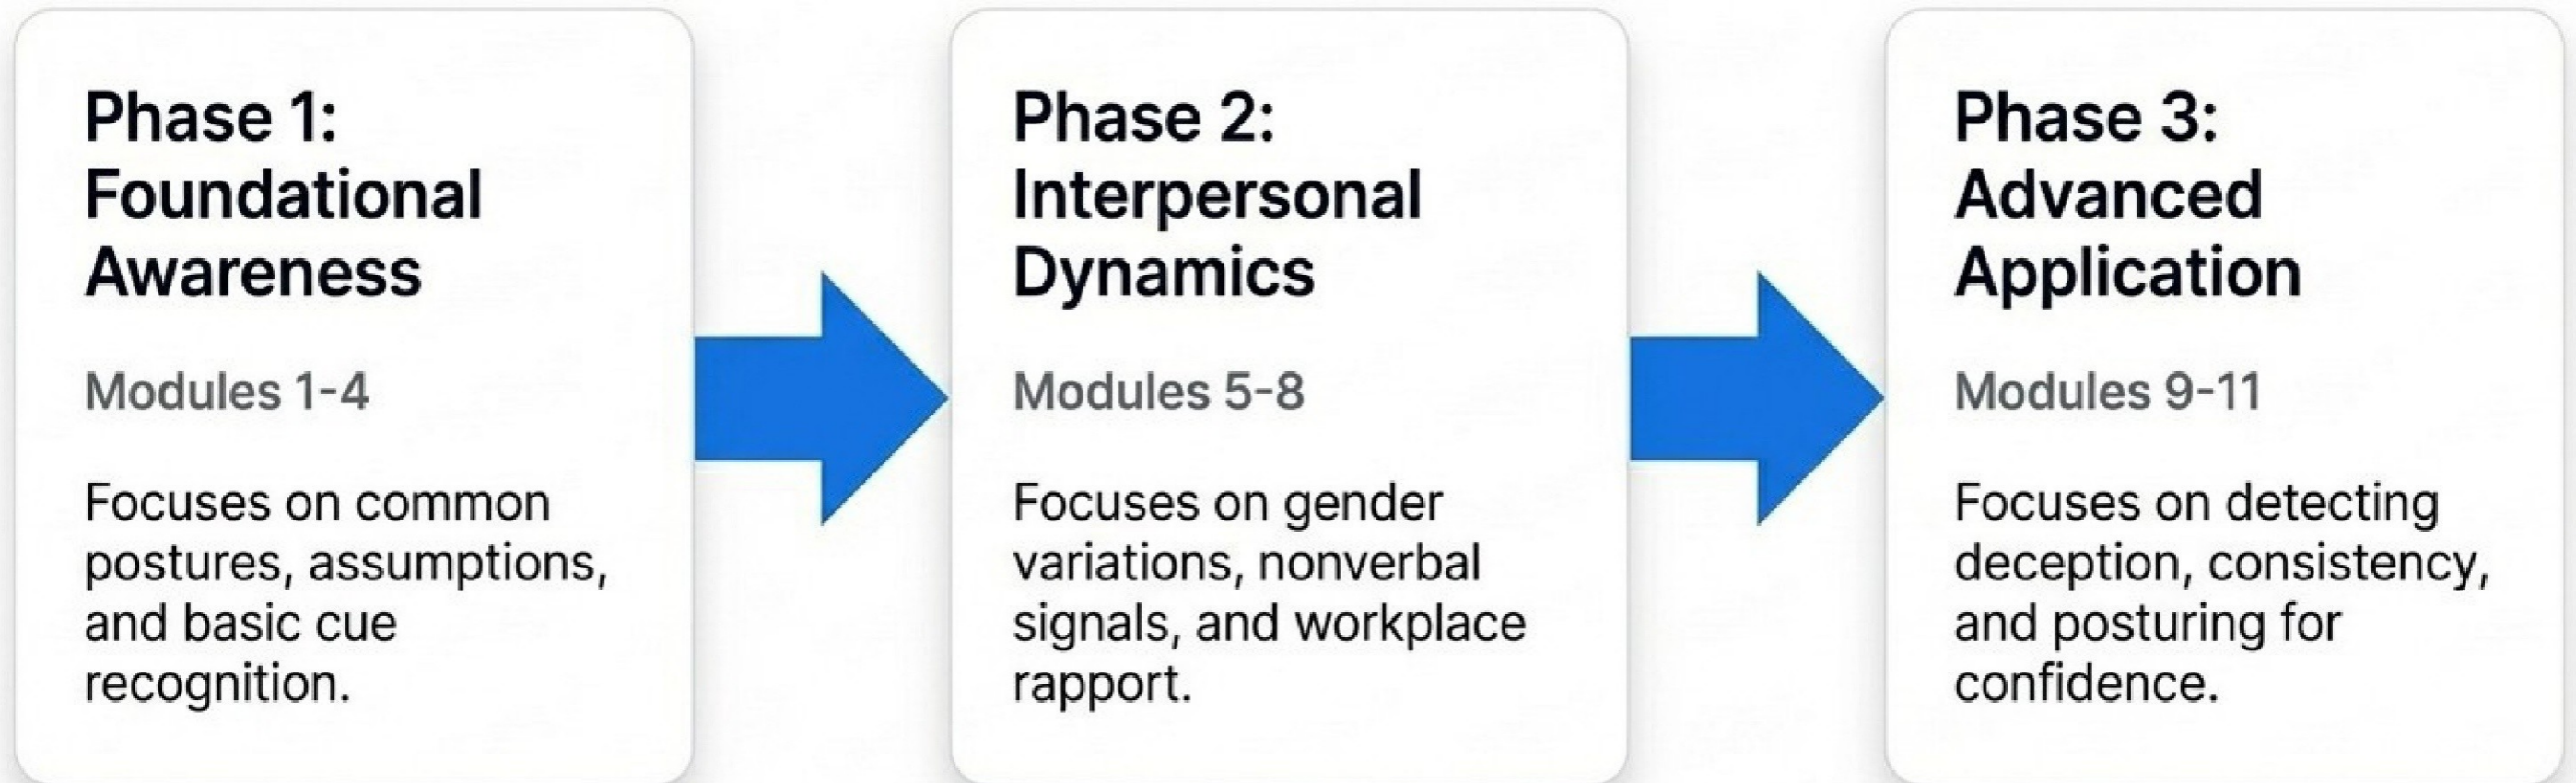 Phase 1:
Foundational
Awareness
Modules 1-4
Focuses on common
postures, assumptions,
and basic cue
recognition.
Phase 2:
Interpersonal
Dynamics
Modules 5-8
Focuses on gender
variations, nonverbal
signals, and workplace
rapport.
Phase 3:
Advanced
Application
Modules 9-11
Focuses on detecting
deception, consistency,
and posturing for
confidence.